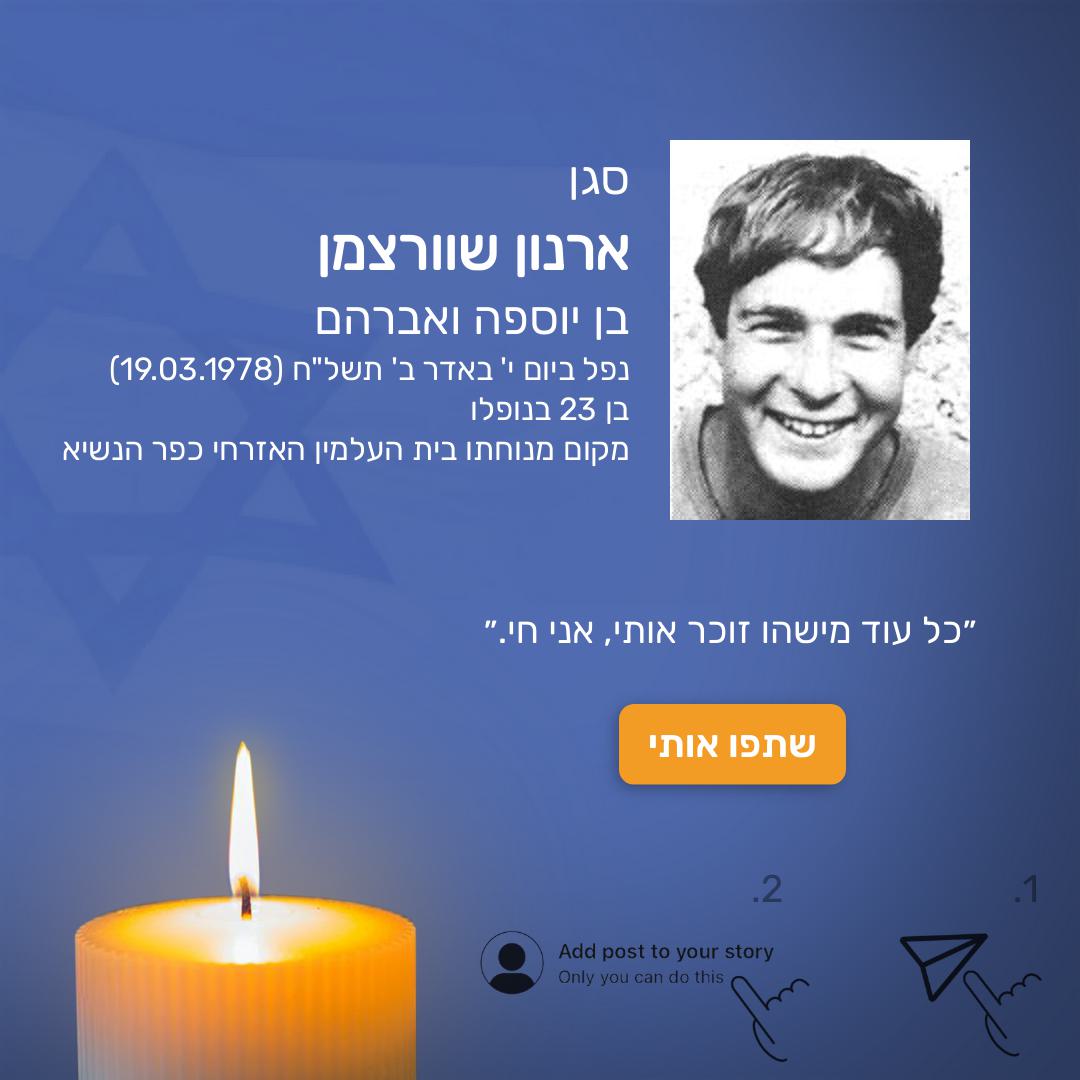 סגן
ארנון שוורצמן
בן יוספה ואברהם
נפל ביום י' באדר ב' תשל"ח (19.03.1978)
בן 23 בנופלו
מקום מנוחתו בית העלמין האזרחי כפר הנשיא
״כל עוד מישהו זוכר אותי, אני חי.״
שתפו אותי
1.
2.
Add post to your story
Only you can do this